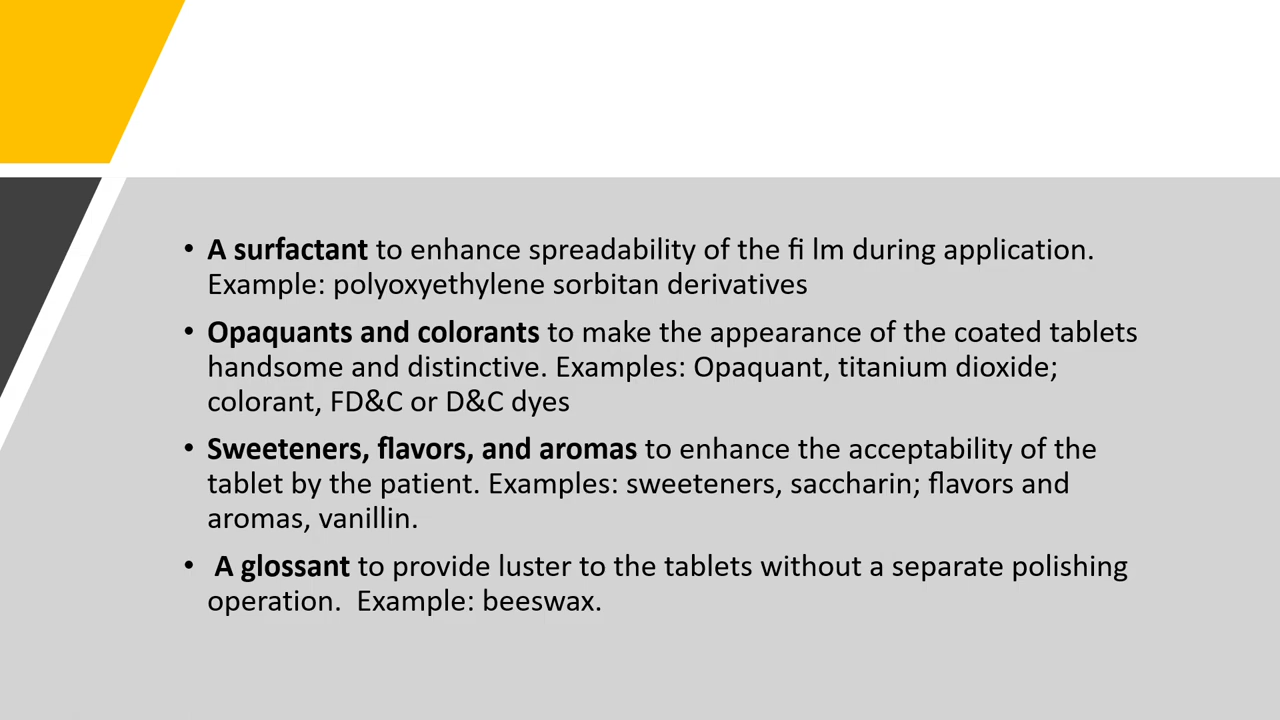 • A surfactant to enhance spreadability of the fi lm during application.
Example: polyoxyethylene sorbitan derivatives
• Opaquants and colorants to make the appearance of the coated tablets
handsome and distinctive. Examples: Opaquant, titanium dioxide;
colorant, FD&C or D&C dyes
• Sweeteners, flavors, and aromas to enhance the acceptability of the
tablet by the patient. Examples: sweeteners, saccharin; flavors and
aromas, vanillin.
• A glossant to provide luster to the tablets without a separate polishing
operation. Example: beeswax.